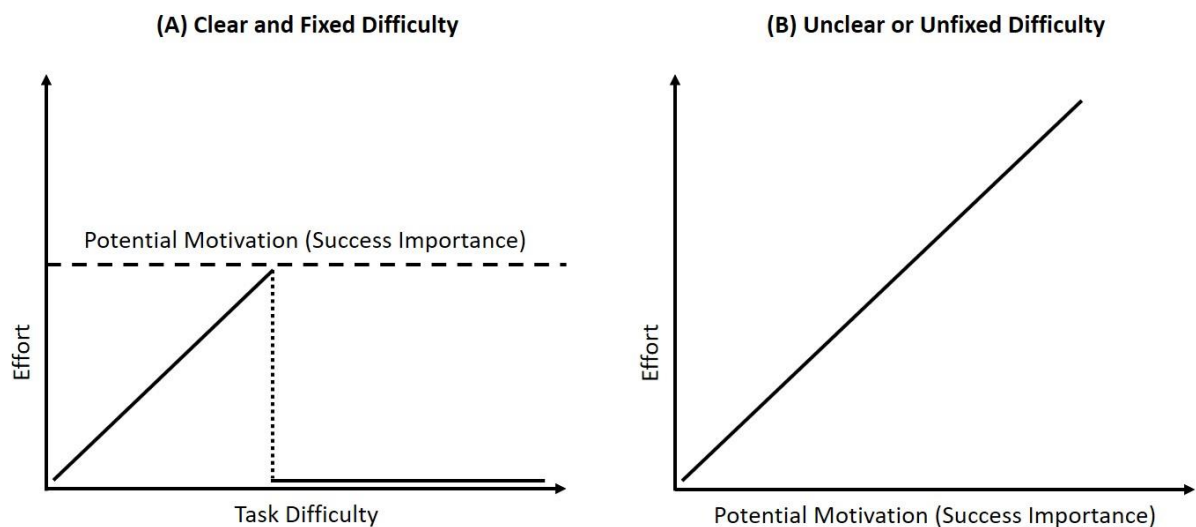 (A) Clear and Fixed Difficulty
Potential Motivation (Success Importance)
Effort
Task Difficulty
(B) Unclear or Unfixed Difficulty
Effort
Potential Motivation (Success Importance)